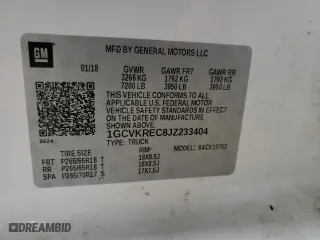 GM
MFD BY GENERAL MOTORS LLC
01/18 GVWR GAWR FRT GAWR RR
3266 KG 1792 KG 1792 KG
7200 LB 3950 LB 3950 LB
THIS VEHICLE CONFORMS TO ALL
APPLICABLE U.S. FEDERAL MOTOR
VEHICLE SAFETY STANDARDS IN
EFFECT ON THE DATE OF
MANUFACTURE SHOWN ABOVE.
1GCVKREC8JZ233404
TYPE: TRUCK MODEL: 84CK15753
TIRE SIZE RIM
FRT P265/65R18 T 18X8.5J
RR P265/65R18 T 18X8.5J
SPA P265/70R17 S 17X7.5J